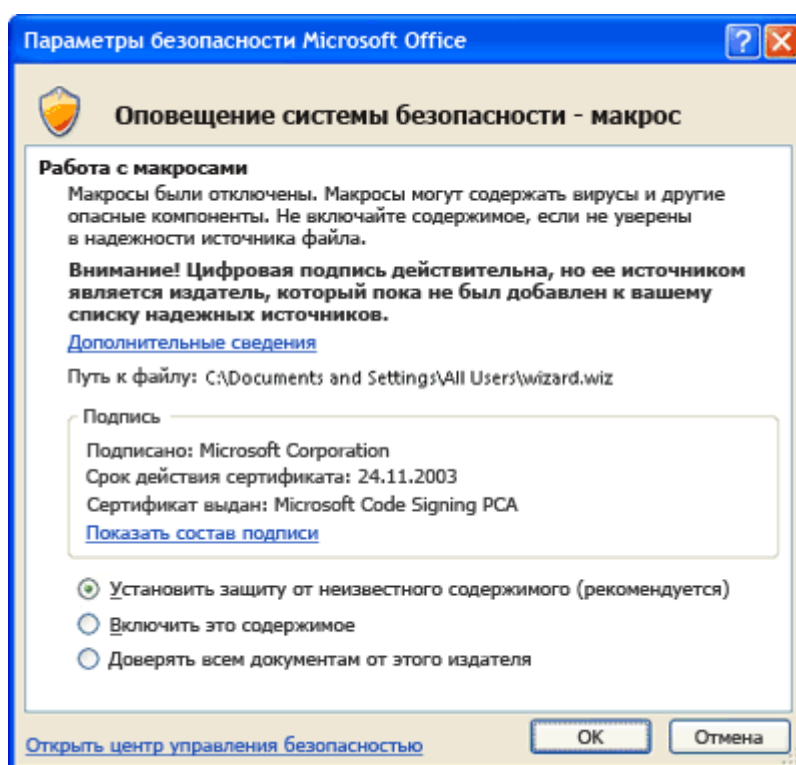 Параметры безопасности Microsoft Office
Оповещение системы безопасности - макрос
Работа с макросами
Макросы были отключены. Макросы могут содержать вирусы и другие
опасные компоненты. Не включайте содержимое, если не уверены
в надежности источника файла.
Внимание! Цифровая подпись действительна, но ее источником
является издатель, который пока не был добавлен к вашему
списку надежных источников.
Дополнительные сведения
Путь к файлу: C:\Documents and Settings\All Users\wizard.wiz
Подпись
Подписано: Microsoft Corporation
Срок действия сертификата: 24.11.2003
Сертификат выдан: Microsoft Code Signing PCA
Показать состав подписи
Установить защиту от неизвестного содержимого (рекомендуется)
Включить это содержимое
Доверять всем документам от этого издателя
Открыть центр управления безопасностью
ОК
Отмена